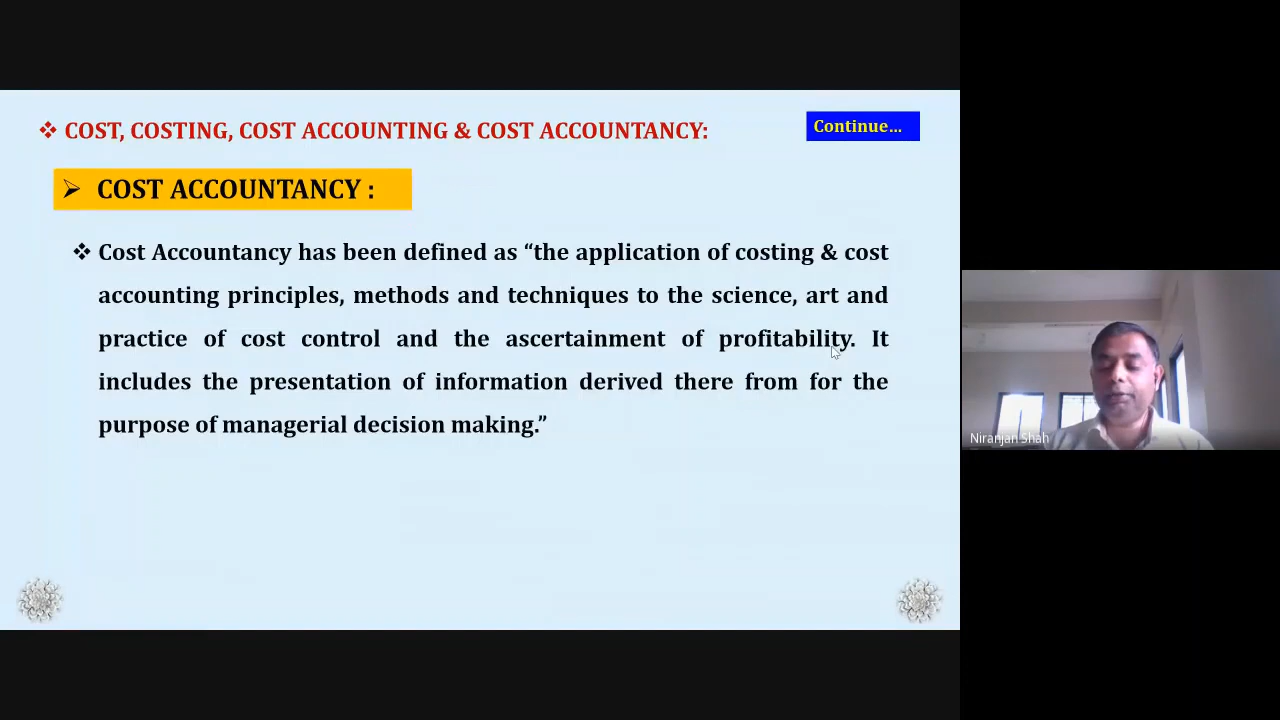 ❖ COST, COSTING, COST ACCOUNTING & COST ACCOUNTANCY:
Continue…
➢ COST ACCOUNTANCY :
❖ Cost Accountancy has been defined as “the application of costing & cost
accounting principles, methods and techniques to the science, art and
practice of cost control and the ascertainment of profitability. It
includes the presentation of information derived there from for the
purpose of managerial decision making.”
Niranjan Shah